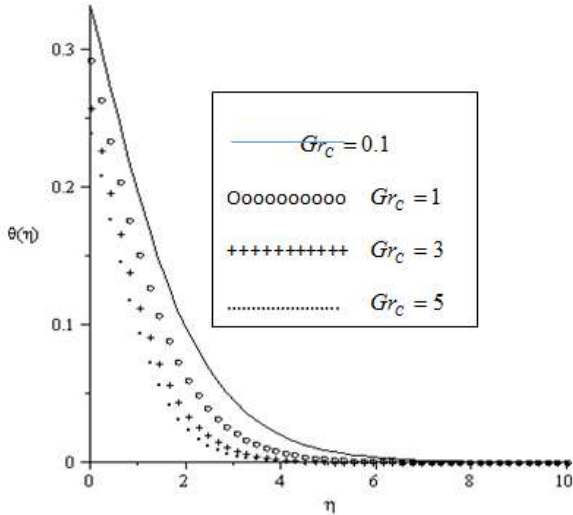 0.3
0.2
θ(η)
0.1
0
Gr_C = 0.1
Ooooooooooo Gr_C = 1
+++++++++++ Gr_C = 3
..................... Gr_C = 5
0 2 4 6 8 10
η